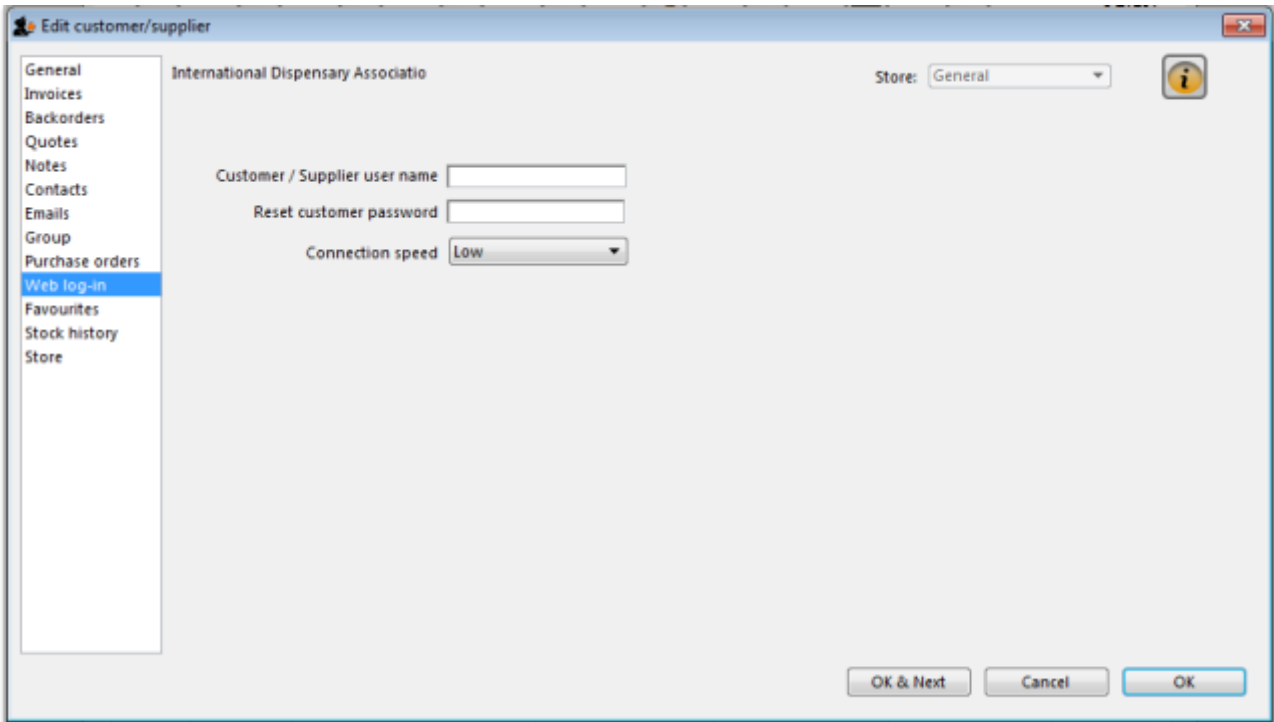 Edit customer/supplier
General
Invoices
Backorders
Quotes
Notes
Contacts
Emails
Group
Purchase orders
Web log-in
Favourites
Stock history
Store
International Dispensary Associatio
Store: General
Customer / Supplier user name
Reset customer password
Connection speed Low
OK & Next Cancel OK